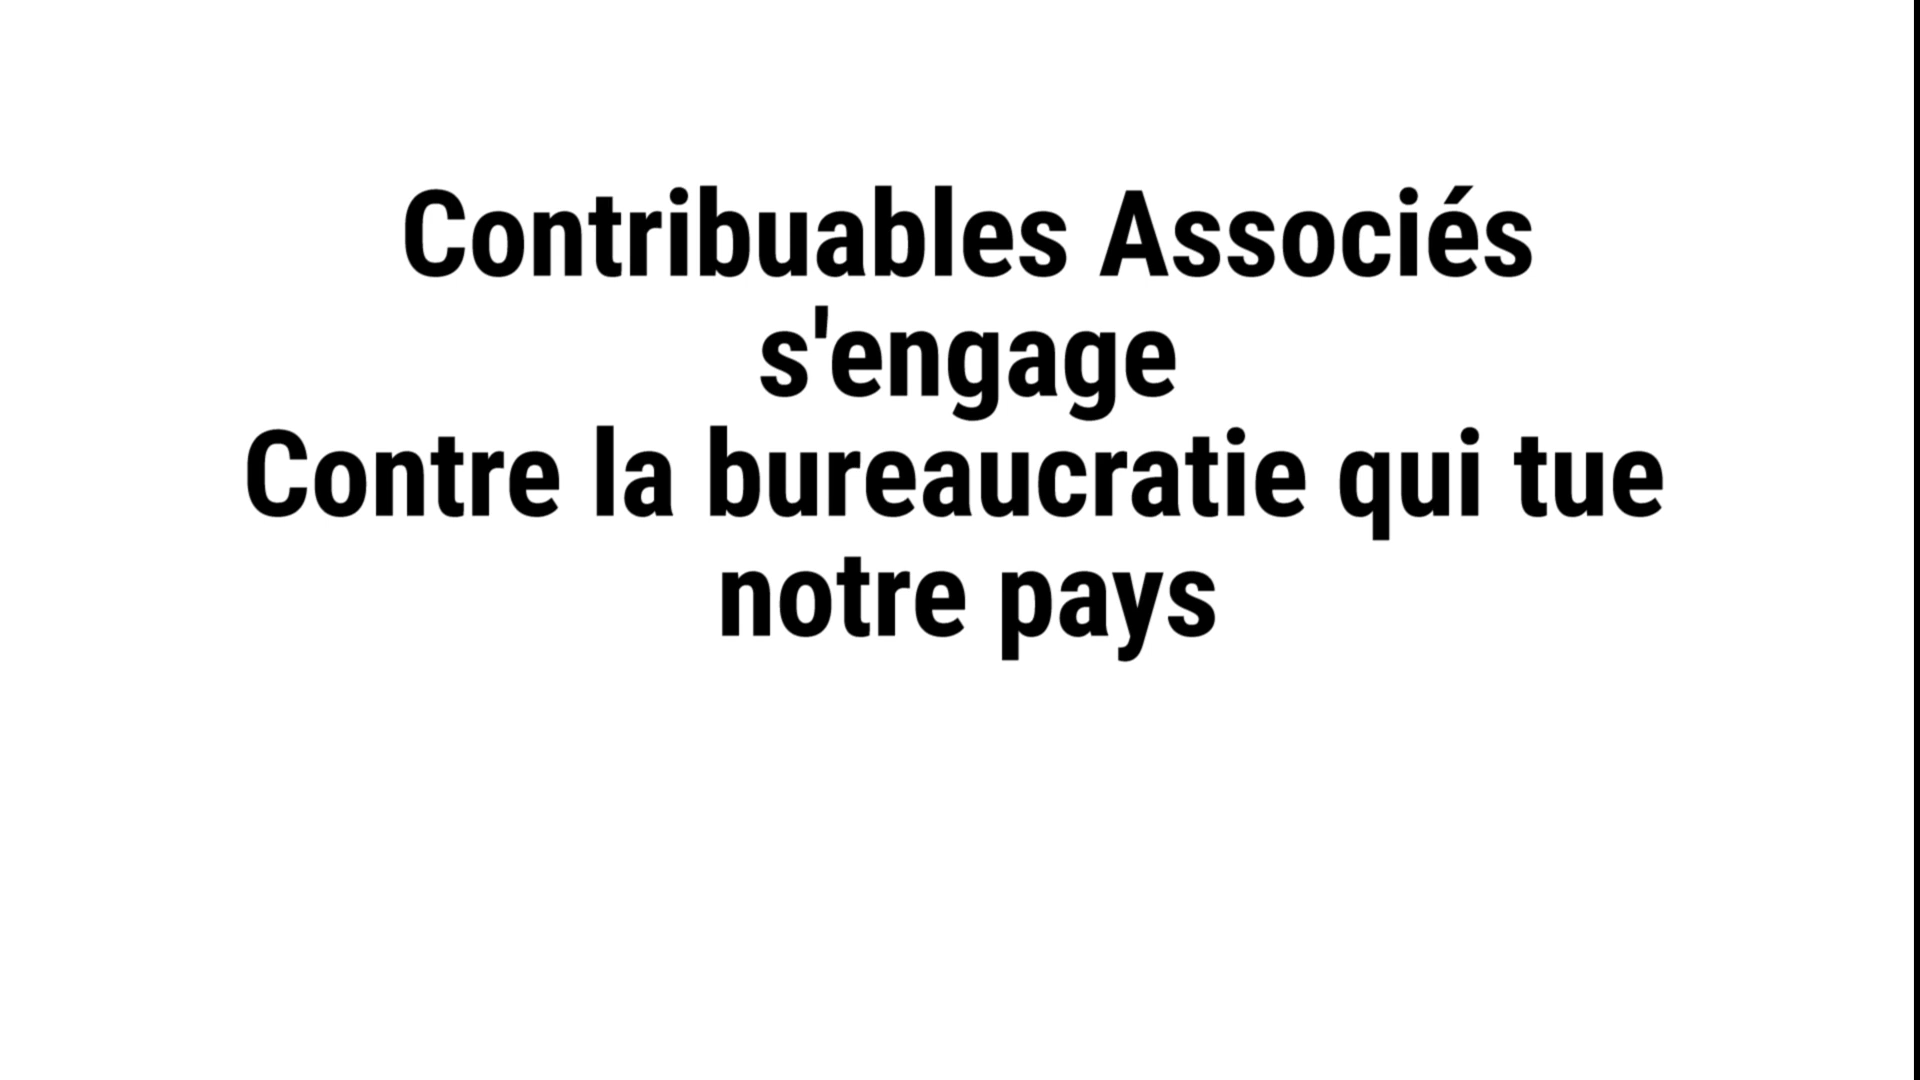 Contribuables Associés
s'engage
Contre la bureaucratie qui tue
notre pays